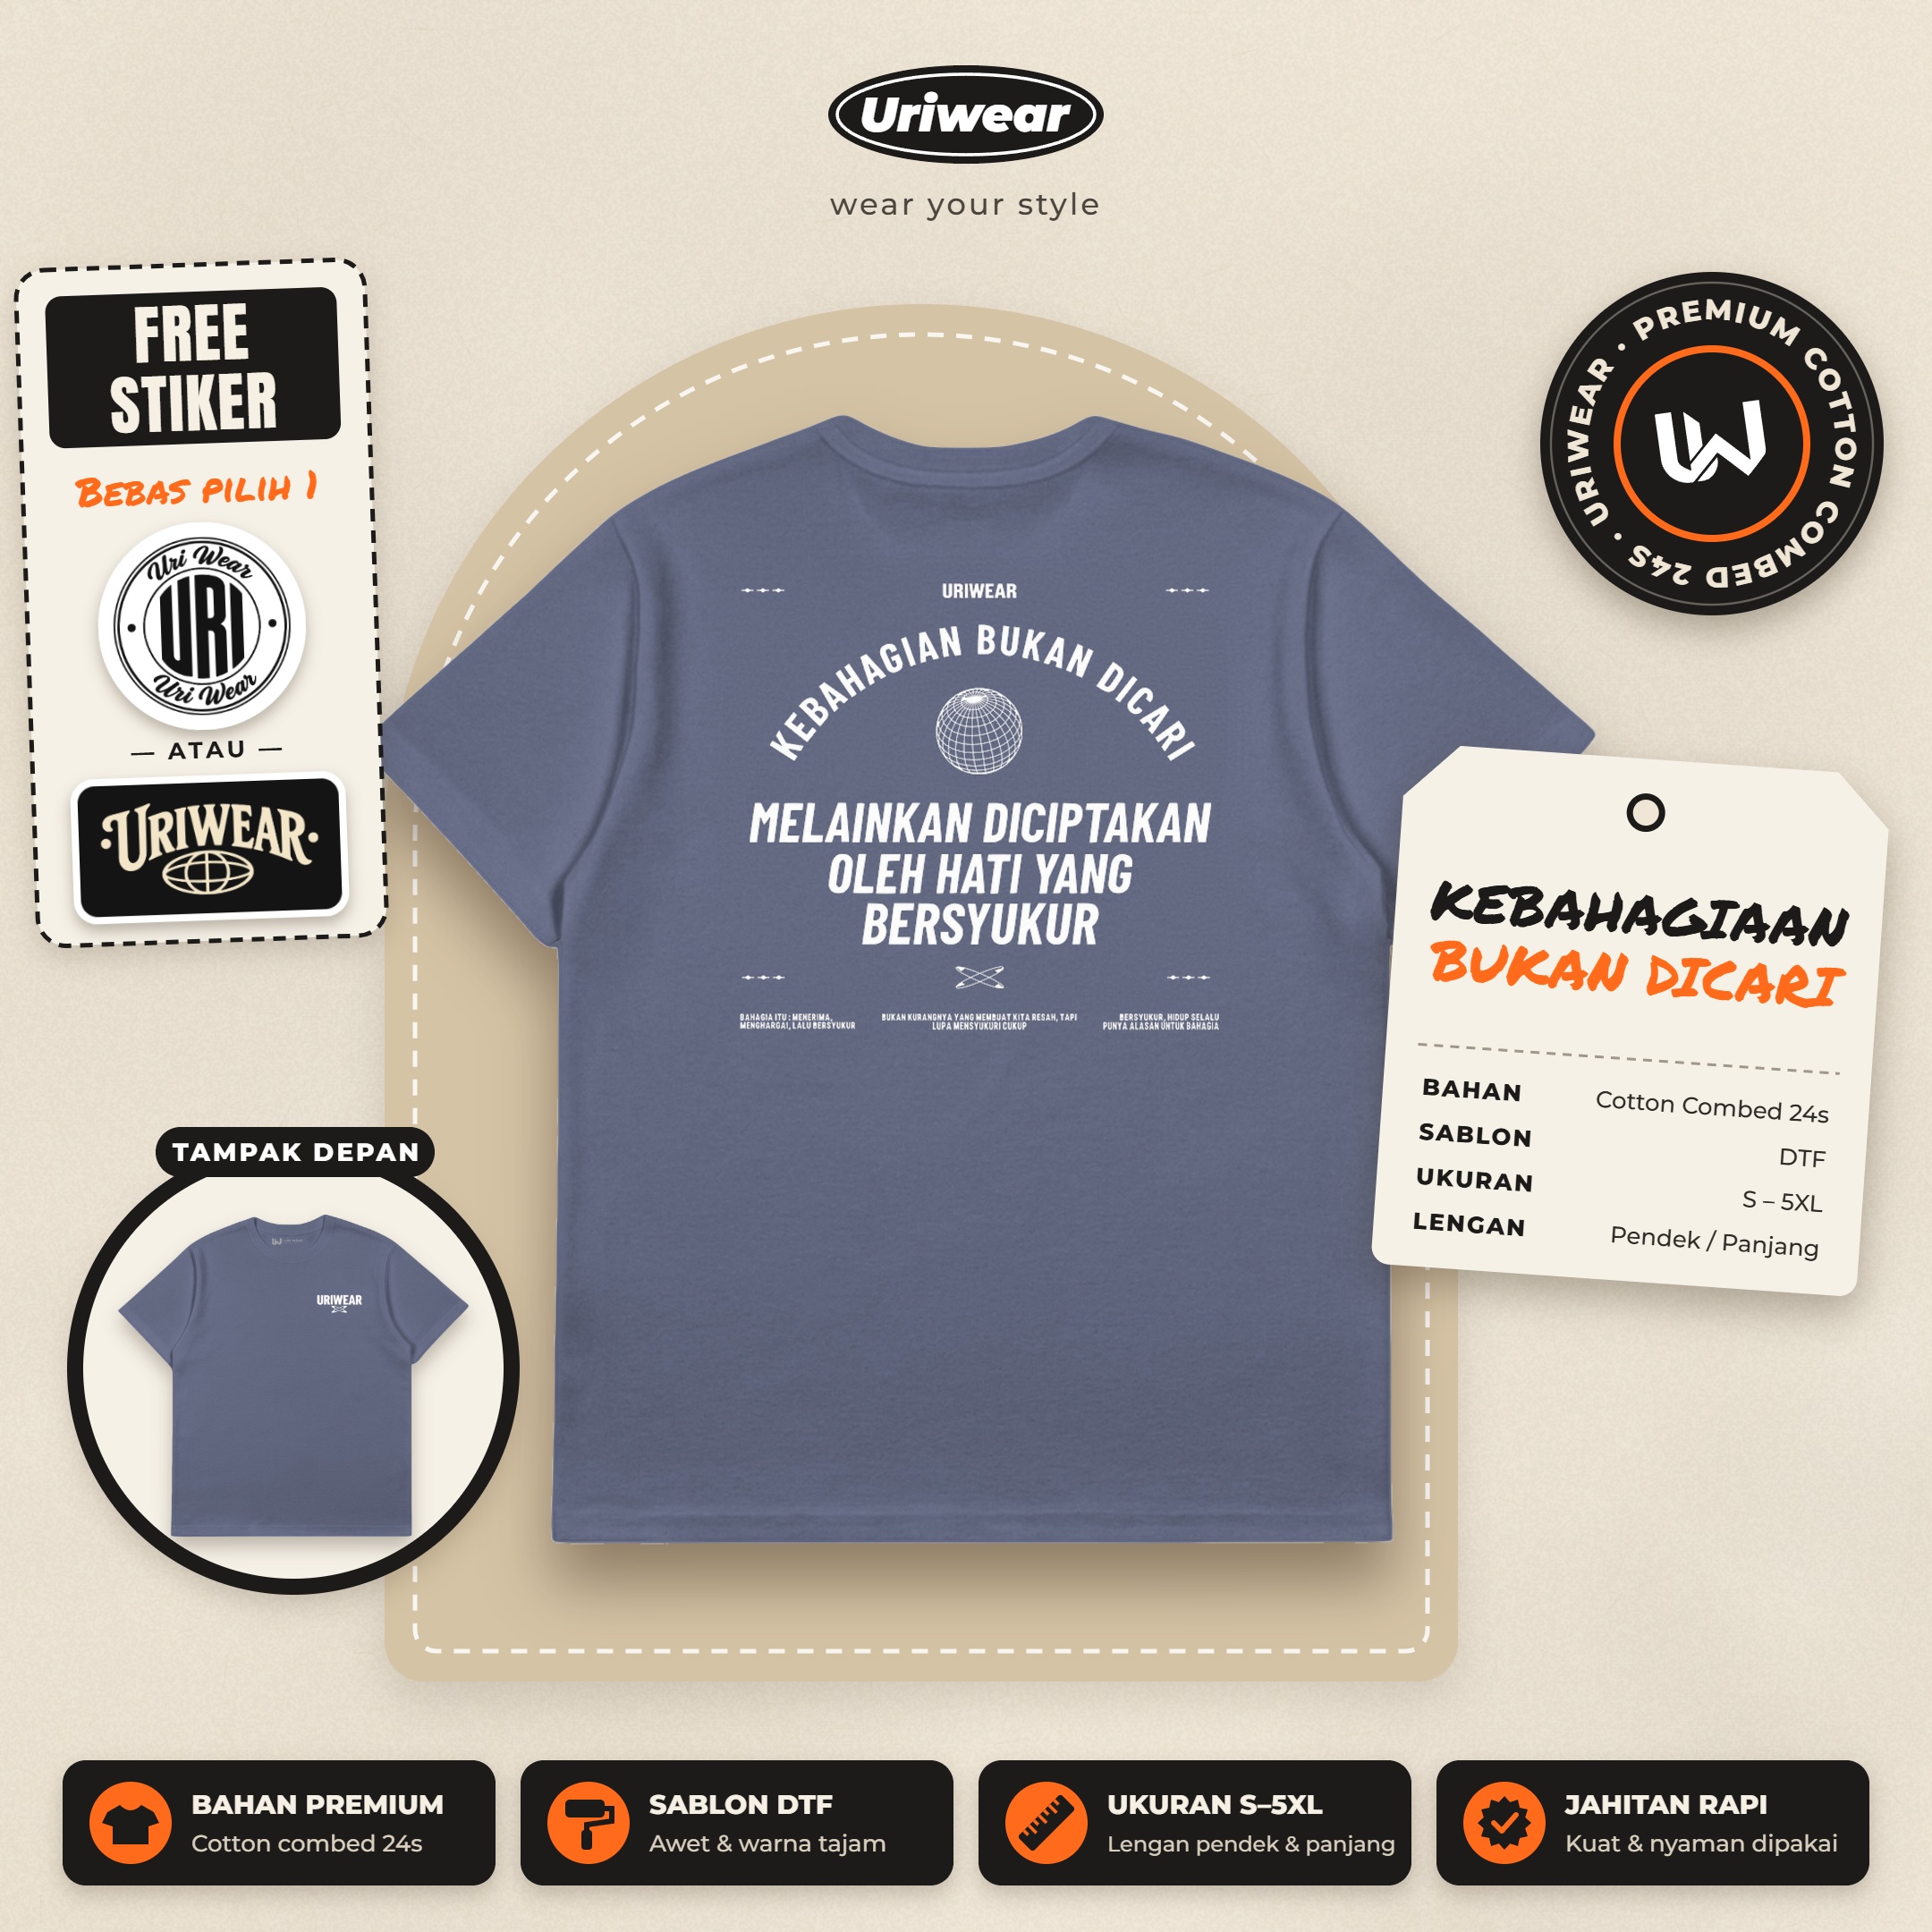 Uriwear
wear your style
FREE
STIKER
BEBAS PILIH 1
Uri Wear
URI
Uri Wear
— ATAU —
URIWEAR
URIWEAR • PREMIUM COTTON COMBED 24S •
W
URIWEAR
KEBAHAGIAN BUKAN DICARI
MELAINKAN DICIPTAKAN
OLEH HATI YANG
BERSYUKUR
BAHAGIA ITU : MENERIMA,
MENGHARGAI, LALU BERSYUKUR
BUKAN KURANGNYA YANG MEMBUAT KITA RESAH, TAPI
LUPA MENSYUKURI CUKUP
BERSYUKUR, HIDUP SELALU
PUNYA ALASAN UNTUK BAHAGIA
KEBAHAGIAAN
BUKAN DICARI
BAHAN Cotton Combed 24s
SABLON DTF
UKURAN S – 5XL
LENGAN Pendek / Panjang
TAMPAK DEPAN
URIWEAR
BAHAN PREMIUM
Cotton combed 24s
SABLON DTF
Awet & warna tajam
UKURAN S–5XL
Lengan pendek & panjang
JAHITAN RAPI
Kuat & nyaman dipakai